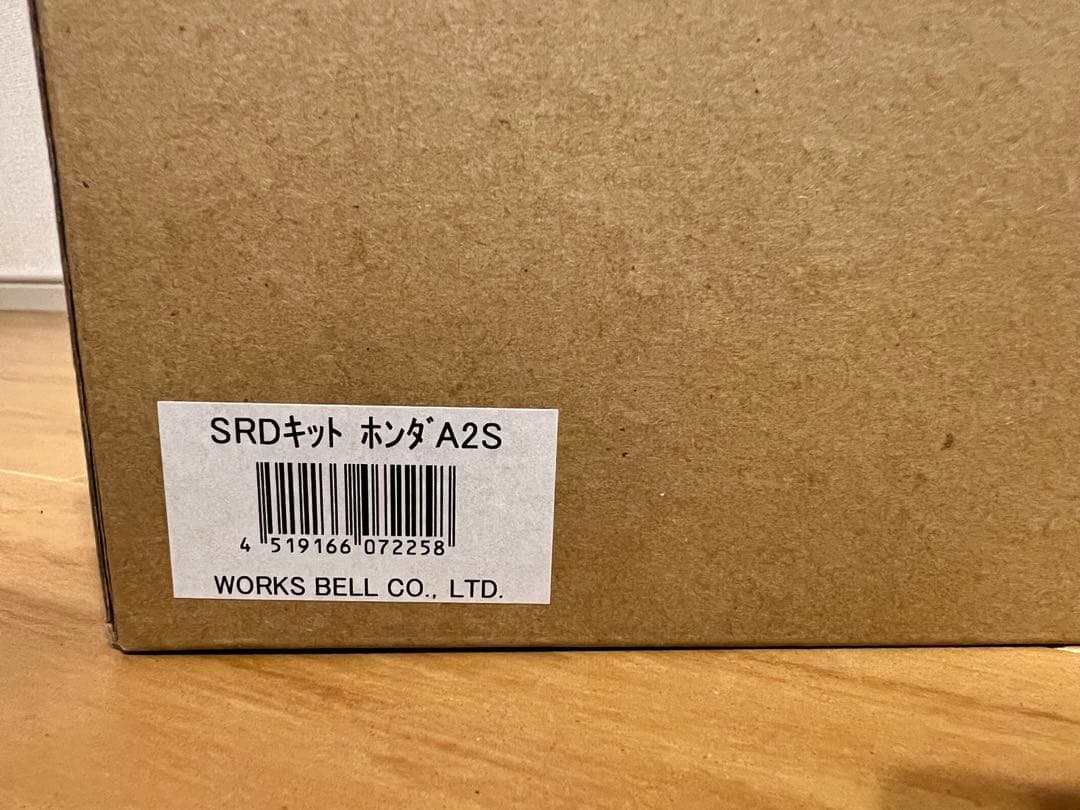 SRDｷｯﾄ ﾎﾝﾀﾞA2S
4 519166 072258
WORKS BELL CO., LTD.